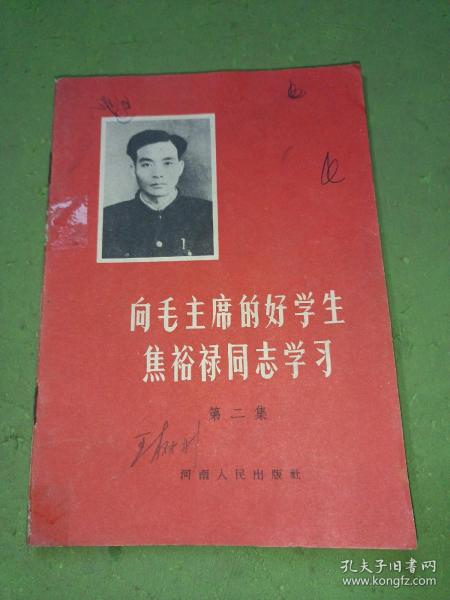 向毛主席的好学生
焦裕禄同志学习
第二集
河南人民出版社
孔夫子旧书网
www.kongfz.com